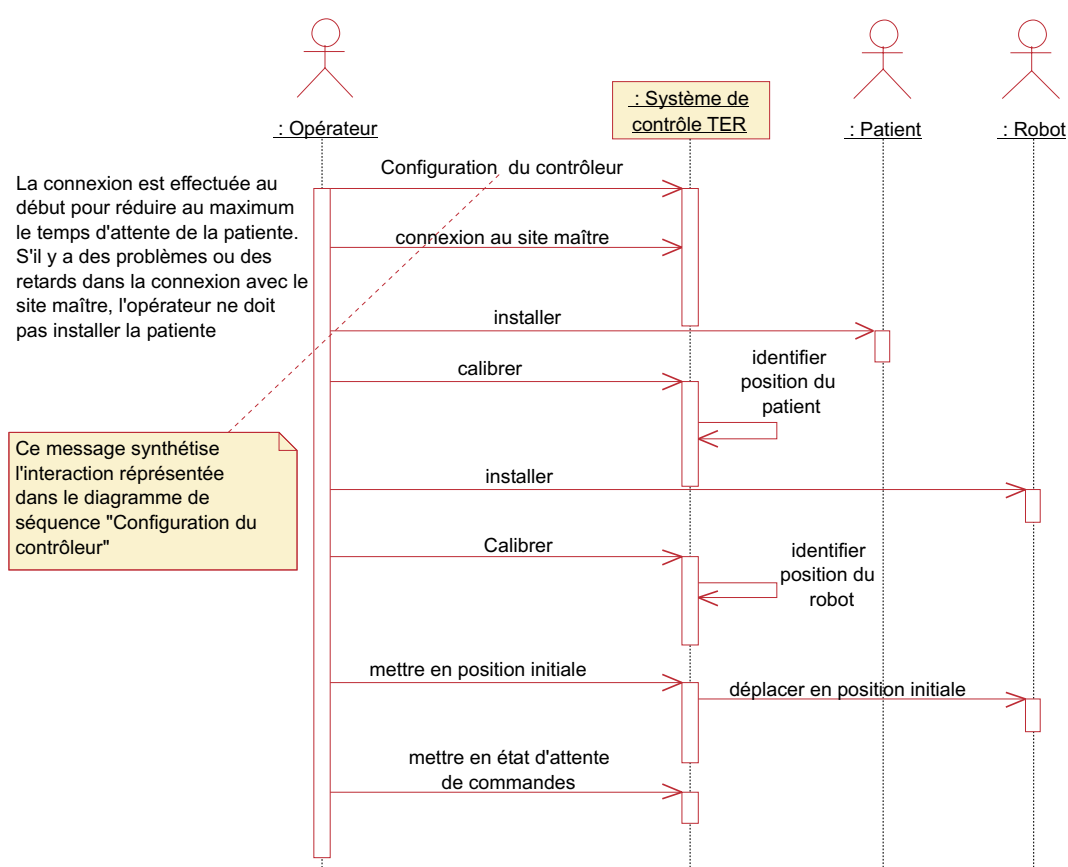 : Système de
contrôle TER
: Opérateur
: Patient
: Robot
Configuration du contrôleur
La connexion est effectuée au
début pour réduire au maximum
le temps d'attente de la patiente.
S'il y a des problèmes ou des
retards dans la connexion avec le
site maître, l'opérateur ne doit
pas installer la patiente
connexion au site maître
installer
identifier
position du
patient
calibrer
Ce message synthétise
l'interaction réprésentée
dans le diagramme de
séquence "Configuration du
contrôleur"
installer
Calibrer
identifier
position du
robot
mettre en position initiale
déplacer en position initiale
mettre en état d'attente
de commandes